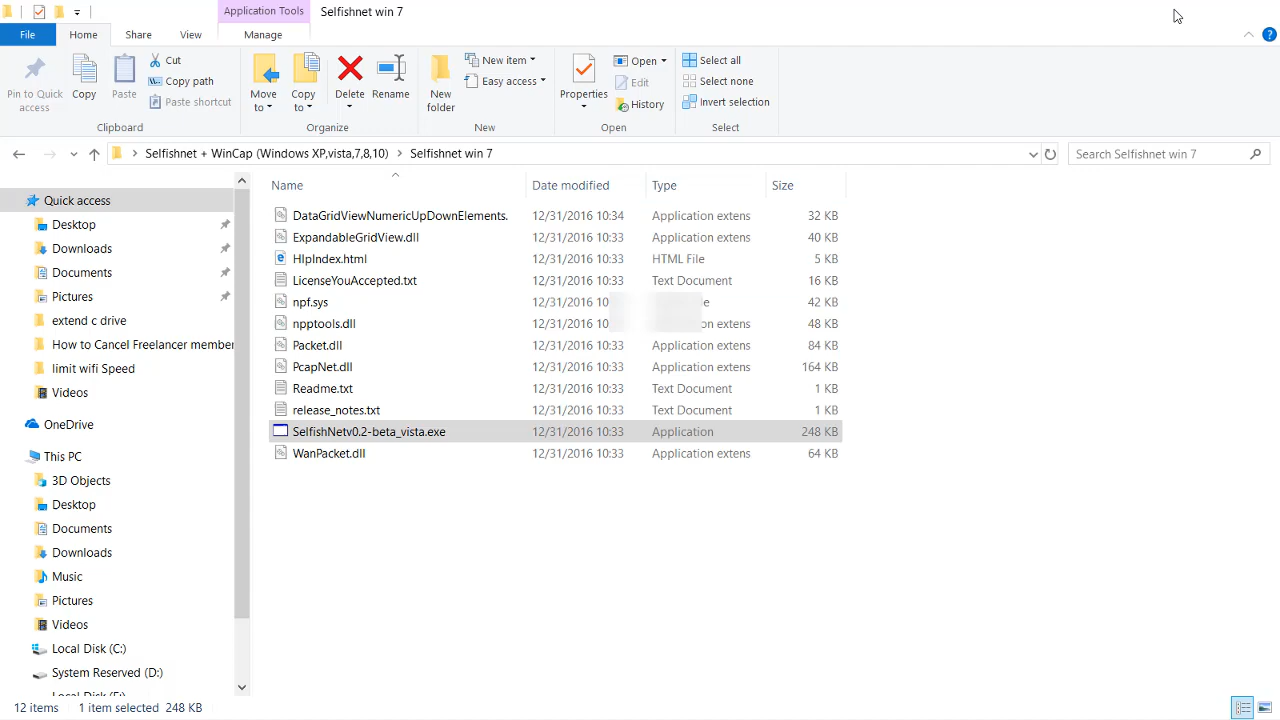 Application Tools
Selfishnet win 7
File
Home
Share
View
Manage
Pin to Quick access
Copy
Paste
Cut
Copy path
Paste shortcut
Clipboard
Move to
Copy to
Delete
Rename
Organize
New folder
New item
Easy access
New
Properties
Open
Edit
History
Open
Select all
Select none
Invert selection
Select
Selfishnet + WinCap (Windows XP,vista,7,8,10) > Selfishnet win 7
Search Selfishnet win 7
Name Date modified Type Size
DataGridViewNumericUpDownElements. 12/31/2016 10:34 Application extens 32 KB
ExpandableGridView.dll 12/31/2016 10:33 Application extens 40 KB
HlpIndex.html 12/31/2016 10:33 HTML File 5 KB
LicenseYouAccepted.txt 12/31/2016 10:33 Text Document 16 KB
npf.sys 12/31/2016 10 42 KB
npptools.dll 12/31/2016 10 on extens 48 KB
Packet.dll 12/31/2016 10:33 Application extens 84 KB
PcapNet.dll 12/31/2016 10:33 Application extens 164 KB
Readme.txt 12/31/2016 10:33 Text Document 1 KB
release_notes.txt 12/31/2016 10:33 Text Document 1 KB
SelfishNetv0.2-beta_vista.exe 12/31/2016 10:33 Application 248 KB
WanPacket.dll 12/31/2016 10:33 Application extens 64 KB
Quick access
Desktop
Downloads
Documents
Pictures
extend c drive
How to Cancel Freelancer member
limit wifi Speed
Videos
OneDrive
This PC
3D Objects
Desktop
Documents
Downloads
Music
Pictures
Videos
Local Disk (C:)
System Reserved (D:)
12 items 1 item selected 248 KB